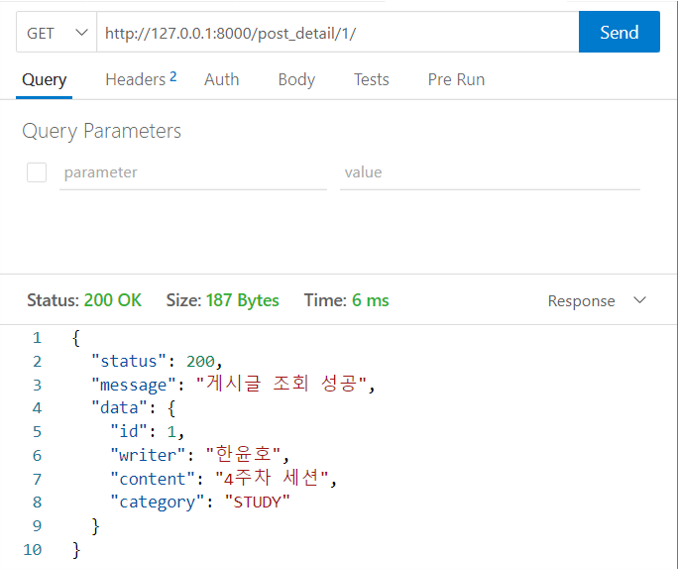 GET http://127.0.0.1:8000/post_detail/1/ Send
Query Headers 2 Auth Body Tests Pre Run
Query Parameters
parameter value
Status: 200 OK Size: 187 Bytes Time: 6 ms Response
1 {
2 "status": 200,
3 "message": "게시글 조회 성공",
4 "data": {
5 "id": 1,
6 "writer": "한윤호",
7 "content": "4주차 세션",
8 "category": "STUDY"
9 }
10 }